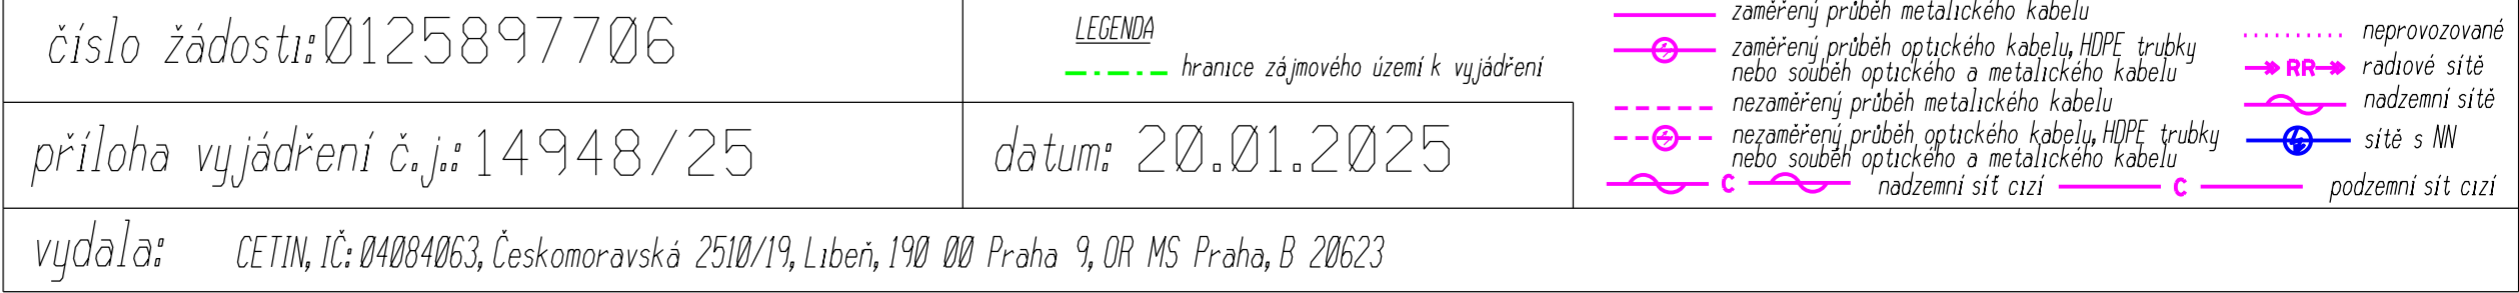 číslo žádosti: 0125897706
LEGENDA
hranice zájmového území k vyjádření
zaměřený průběh metalického kabelu
zaměřený průběh optického kabelu, HDPE trubky
nebo souběh optického a metalického kabelu
nezaměřený průběh metalického kabelu
nezaměřený průběh optického kabelu, HDPE trubky
nebo souběh optického a metalického kabelu
C nadzemní síť cizí
neprovozované
RR radiové sítě
nadzemní sítě
sítě s NN
C podzemní sít cizí
příloha vyjádření č.j.: 14948/25
datum: 20.01.2025
vydala: CETIN, IČ: 04084063, Českomoravská 2510/19, Libeň, 190 00 Praha 9, OR MS Praha, B 20623